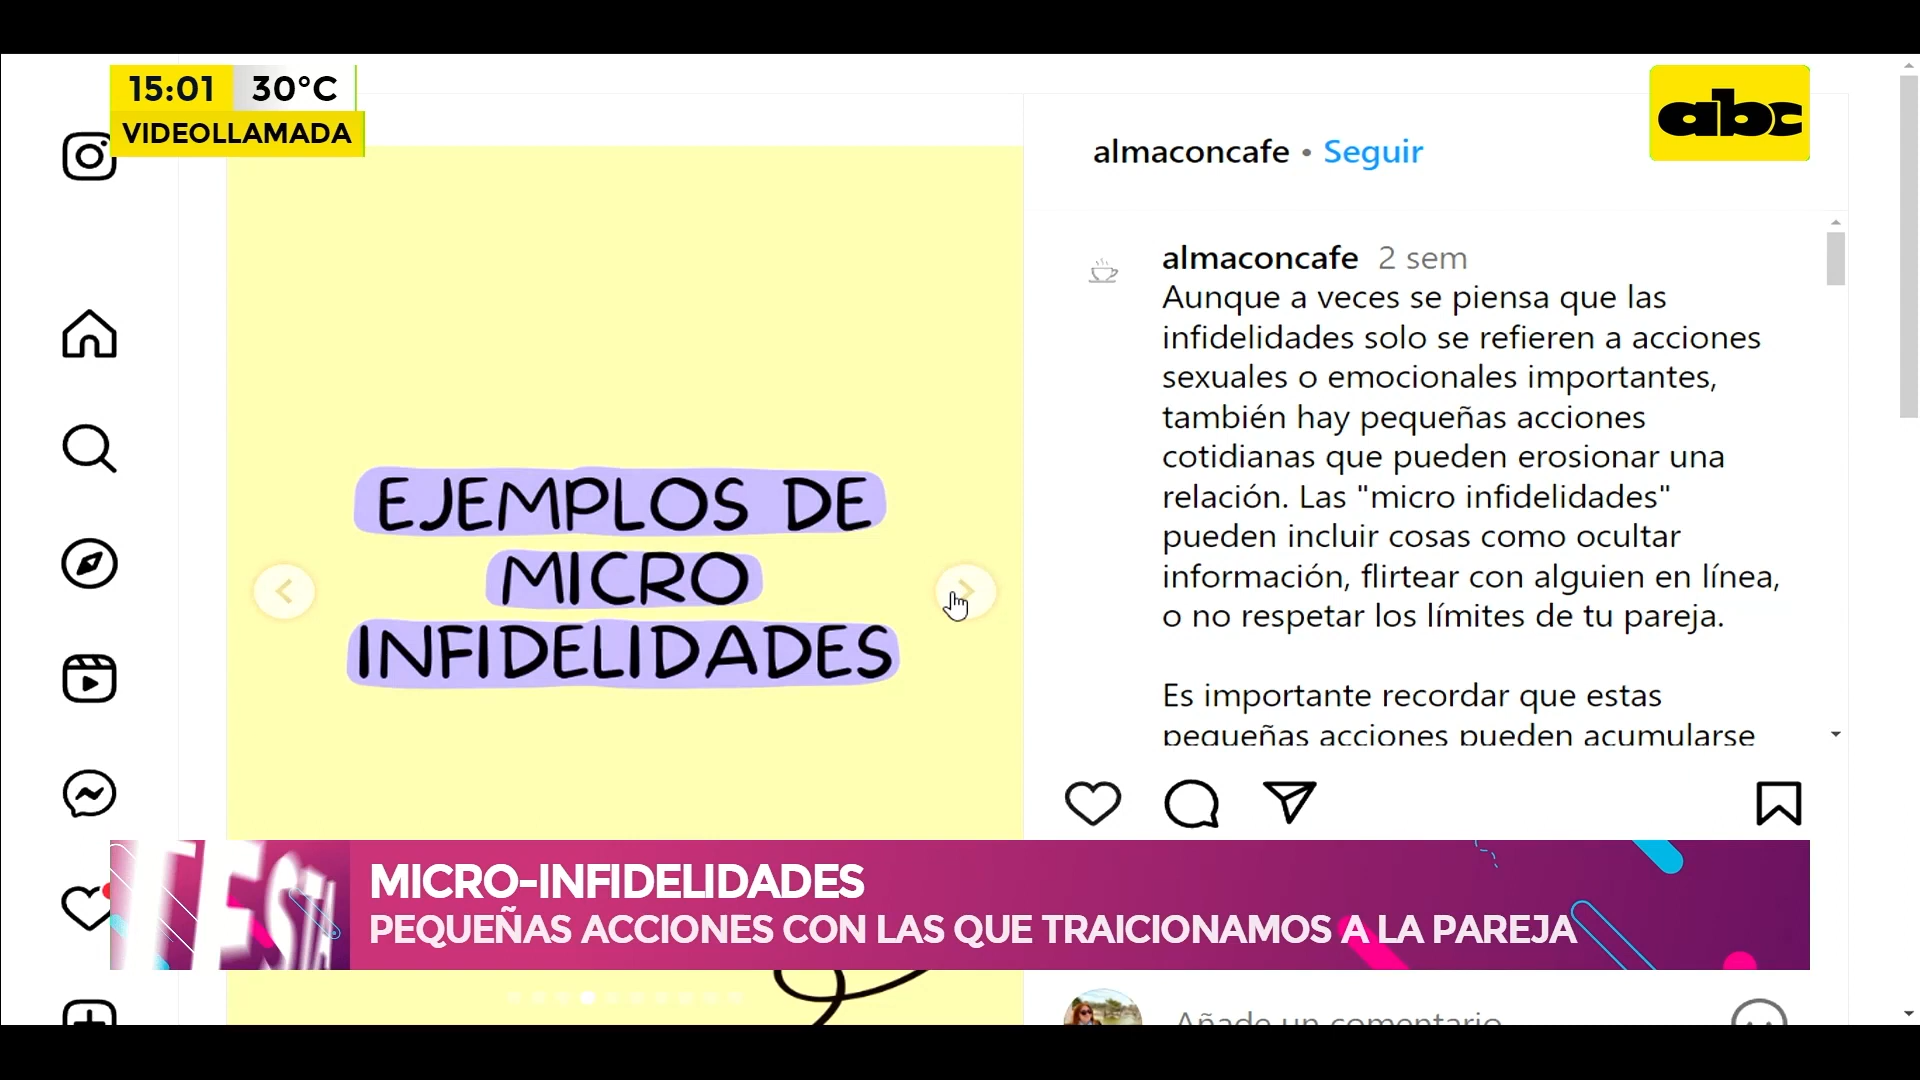 15:01 30°C
VIDEOLLAMADA
abc
almaconcafe • Seguir
almaconcafe 2 sem
Aunque a veces se piensa que las
infidelidades solo se refieren a acciones
sexuales o emocionales importantes,
también hay pequeñas acciones
cotidianas que pueden erosionar una
relación. Las "micro infidelidades"
pueden incluir cosas como ocultar
información, flirtear con alguien en línea,
o no respetar los límites de tu pareja.
Es importante recordar que estas
pequeñas acciones pueden acumularse
EJEMPLOS DE
MICRO
INFIDELIDADES
MICRO-INFIDELIDADES
PEQUEÑAS ACCIONES CON LAS QUE TRAICIONAMOS A LA PAREJA
Añade un comentario